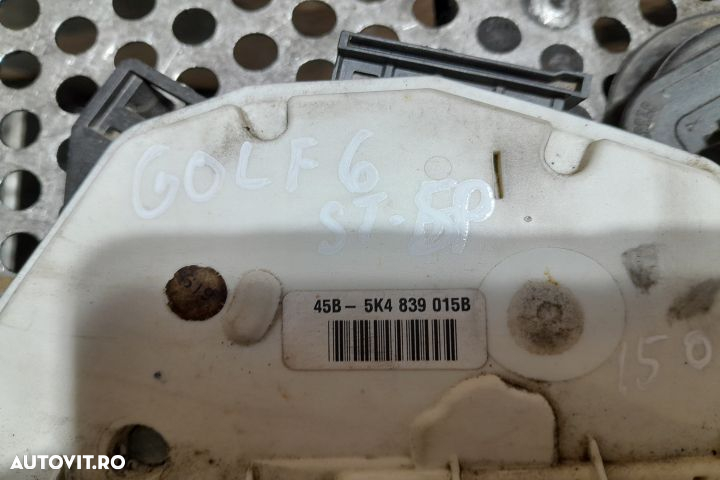 GOLF 6
ST-
45B- 5K4 839 015B
150
AUTOVIT.RO